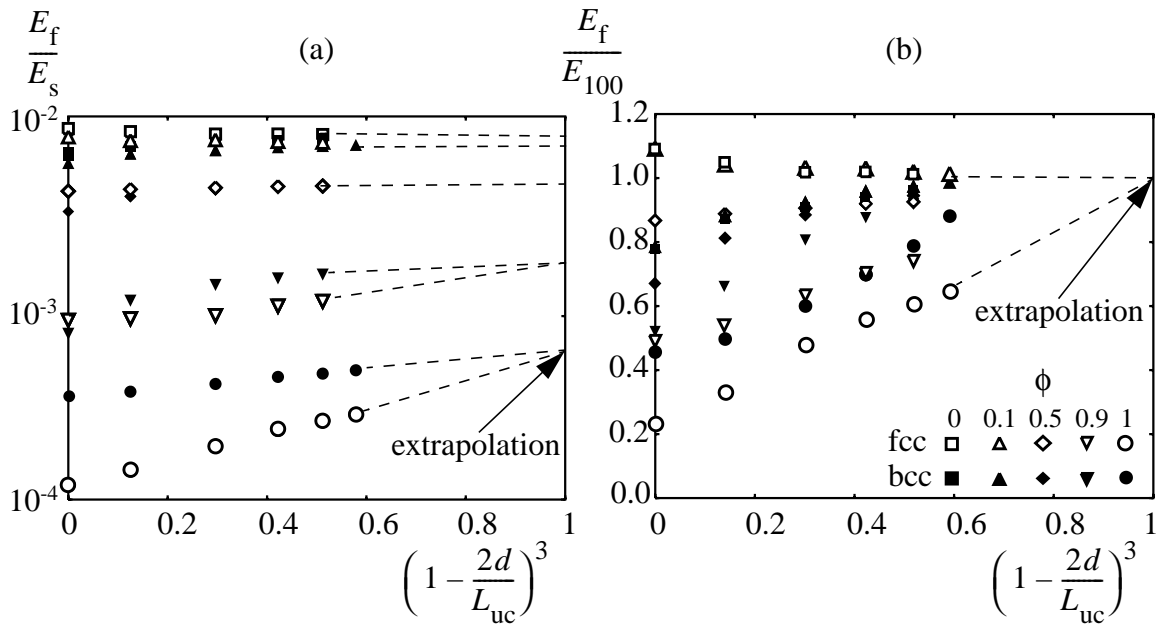 E_f/E_s (a)
10^-2
10^-3
10^-4
extrapolation
0 0.2 0.4 0.6 0.8 1
(1 – 2d/L_uc)^3
E_f/E_100 (b)
1.2
1.0
0.8
0.6
0.4
0.2
0.0
extrapolation
ϕ
0 0.1 0.5 0.9 1
fcc
bcc
0 0.2 0.4 0.6 0.8 1
(1 – 2d/L_uc)^3